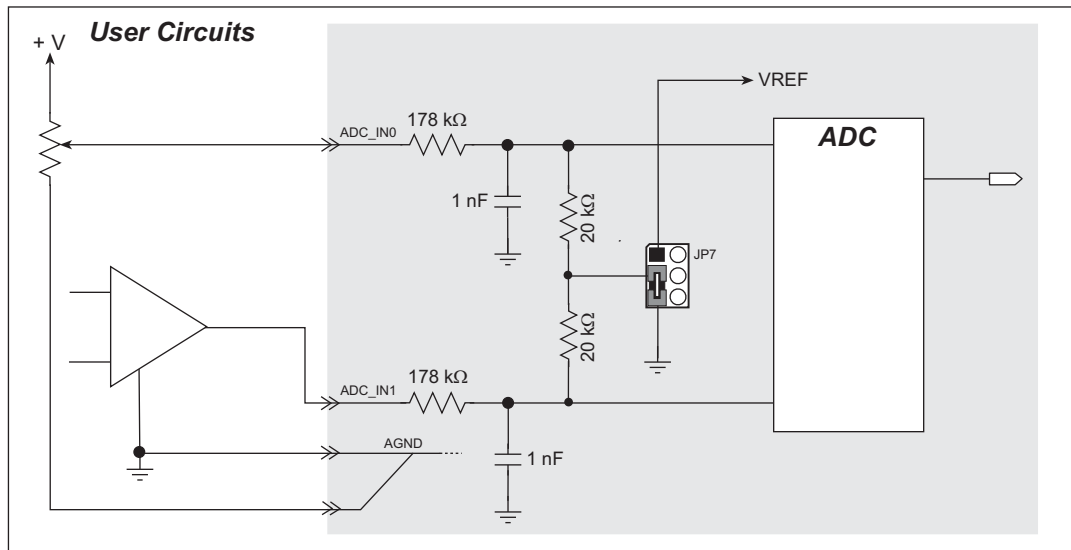 User Circuits
+ V
VREF
ADC_IN0
178 kΩ
ADC
1 nF
20 kΩ
JP7
20 kΩ
ADC_IN1
178 kΩ
AGND
1 nF